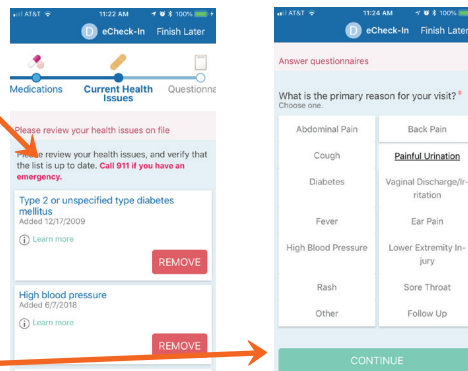 AT&T 11:22 AM 100%
D eCheck-In Finish Later
Medications Current Health Issues Questionna
Please review your health issues on file
Please review your health issues, and verify that
the list is up to date. Call 911 if you have an
emergency.
Type 2 or unspecified type diabetes
mellitus
Added 12/17/2009
Learn more
REMOVE
High blood pressure
Added 6/7/2018
Learn more
REMOVE
AT&T 11:24 AM 100%
D eCheck-In Finish Later
Answer questionnaires
What is the primary reason for your visit? *
Choose one.
Abdominal Pain Back Pain
Cough Painful Urination
Diabetes Vaginal Discharge/Ir-
ritation
Fever Ear Pain
High Blood Pressure Lower Extremity In-
jury
Rash Sore Throat
Other Follow Up
CONTINUE